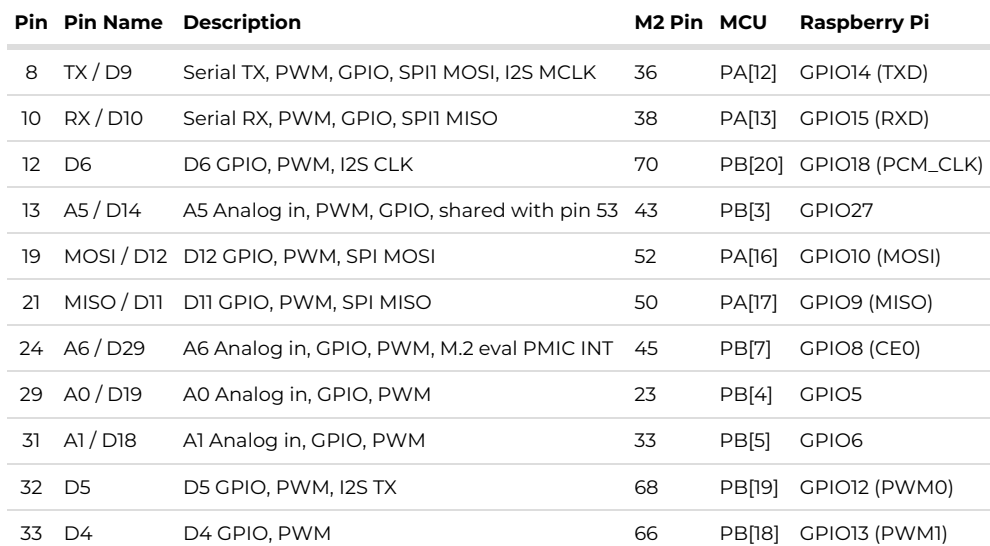 Pin Pin Name Description M2 Pin MCU Raspberry Pi
8 TX / D9 Serial TX, PWM, GPIO, SPI1 MOSI, I2S MCLK 36 PA[12] GPIO14 (TXD)
10 RX / D10 Serial RX, PWM, GPIO, SPI1 MISO 38 PA[13] GPIO15 (RXD)
12 D6 D6 GPIO, PWM, I2S CLK 70 PB[20] GPIO18 (PCM_CLK)
13 A5 / D14 A5 Analog in, PWM, GPIO, shared with pin 53 43 PB[3] GPIO27
19 MOSI / D12 D12 GPIO, PWM, SPI MOSI 52 PA[16] GPIO10 (MOSI)
21 MISO / D11 D11 GPIO, PWM, SPI MISO 50 PA[17] GPIO9 (MISO)
24 A6 / D29 A6 Analog in, GPIO, PWM, M.2 eval PMIC INT 45 PB[7] GPIO8 (CE0)
29 A0 / D19 A0 Analog in, GPIO, PWM 23 PB[4] GPIO5
31 A1 / D18 A1 Analog in, GPIO, PWM 33 PB[5] GPIO6
32 D5 D5 GPIO, PWM, I2S TX 68 PB[19] GPIO12 (PWM0)
33 D4 D4 GPIO, PWM 66 PB[18] GPIO13 (PWM1)